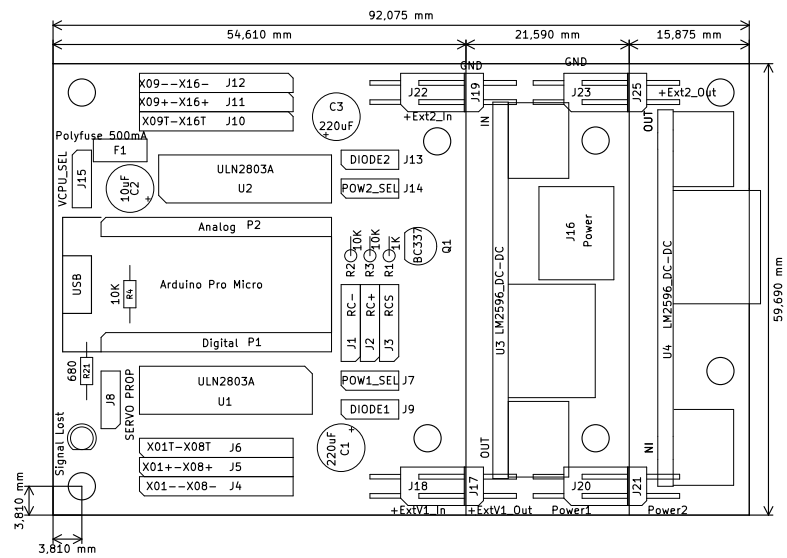 92,075 mm
54,610 mm
21,590 mm
15,875 mm
GND
GND
X09--X16- J12
X09+-X16+ J11
X09T-X16T J10
C3
220uF
+
J22
J19
J23
J25
+Ext2_Out
+Ext2_In
IN
OUT
Polyfuse 500mA
F1
VCPU_SEL
J15
10uF
C2
+
ULN2803A
U2
DIODE2 J13
POW2_SEL J14
Analog P2
10K
10K
1K
R2
R3
R1
BC337
Q1
J16
Power
USB
10K
R4
Arduino Pro Micro
RC-
RC+
RCS
J1
J2
J3
U3 LM2596_DC-DC
U4 LM2596_DC-DC
59,690 mm
Digital P1
680
R21
J8
SERVO PROP
ULN2803A
U1
POW1_SEL J7
DIODE1 J9
Signal Lost
220uF
C1
+
OUT
IN
X01T-X08T J6
X01+-X08+ J5
X01--X08- J4
J18
J17
J20
J21
+ExtV1_In
+ExtV1_Out
Power1
Power2
3,810 mm
3,810 mm